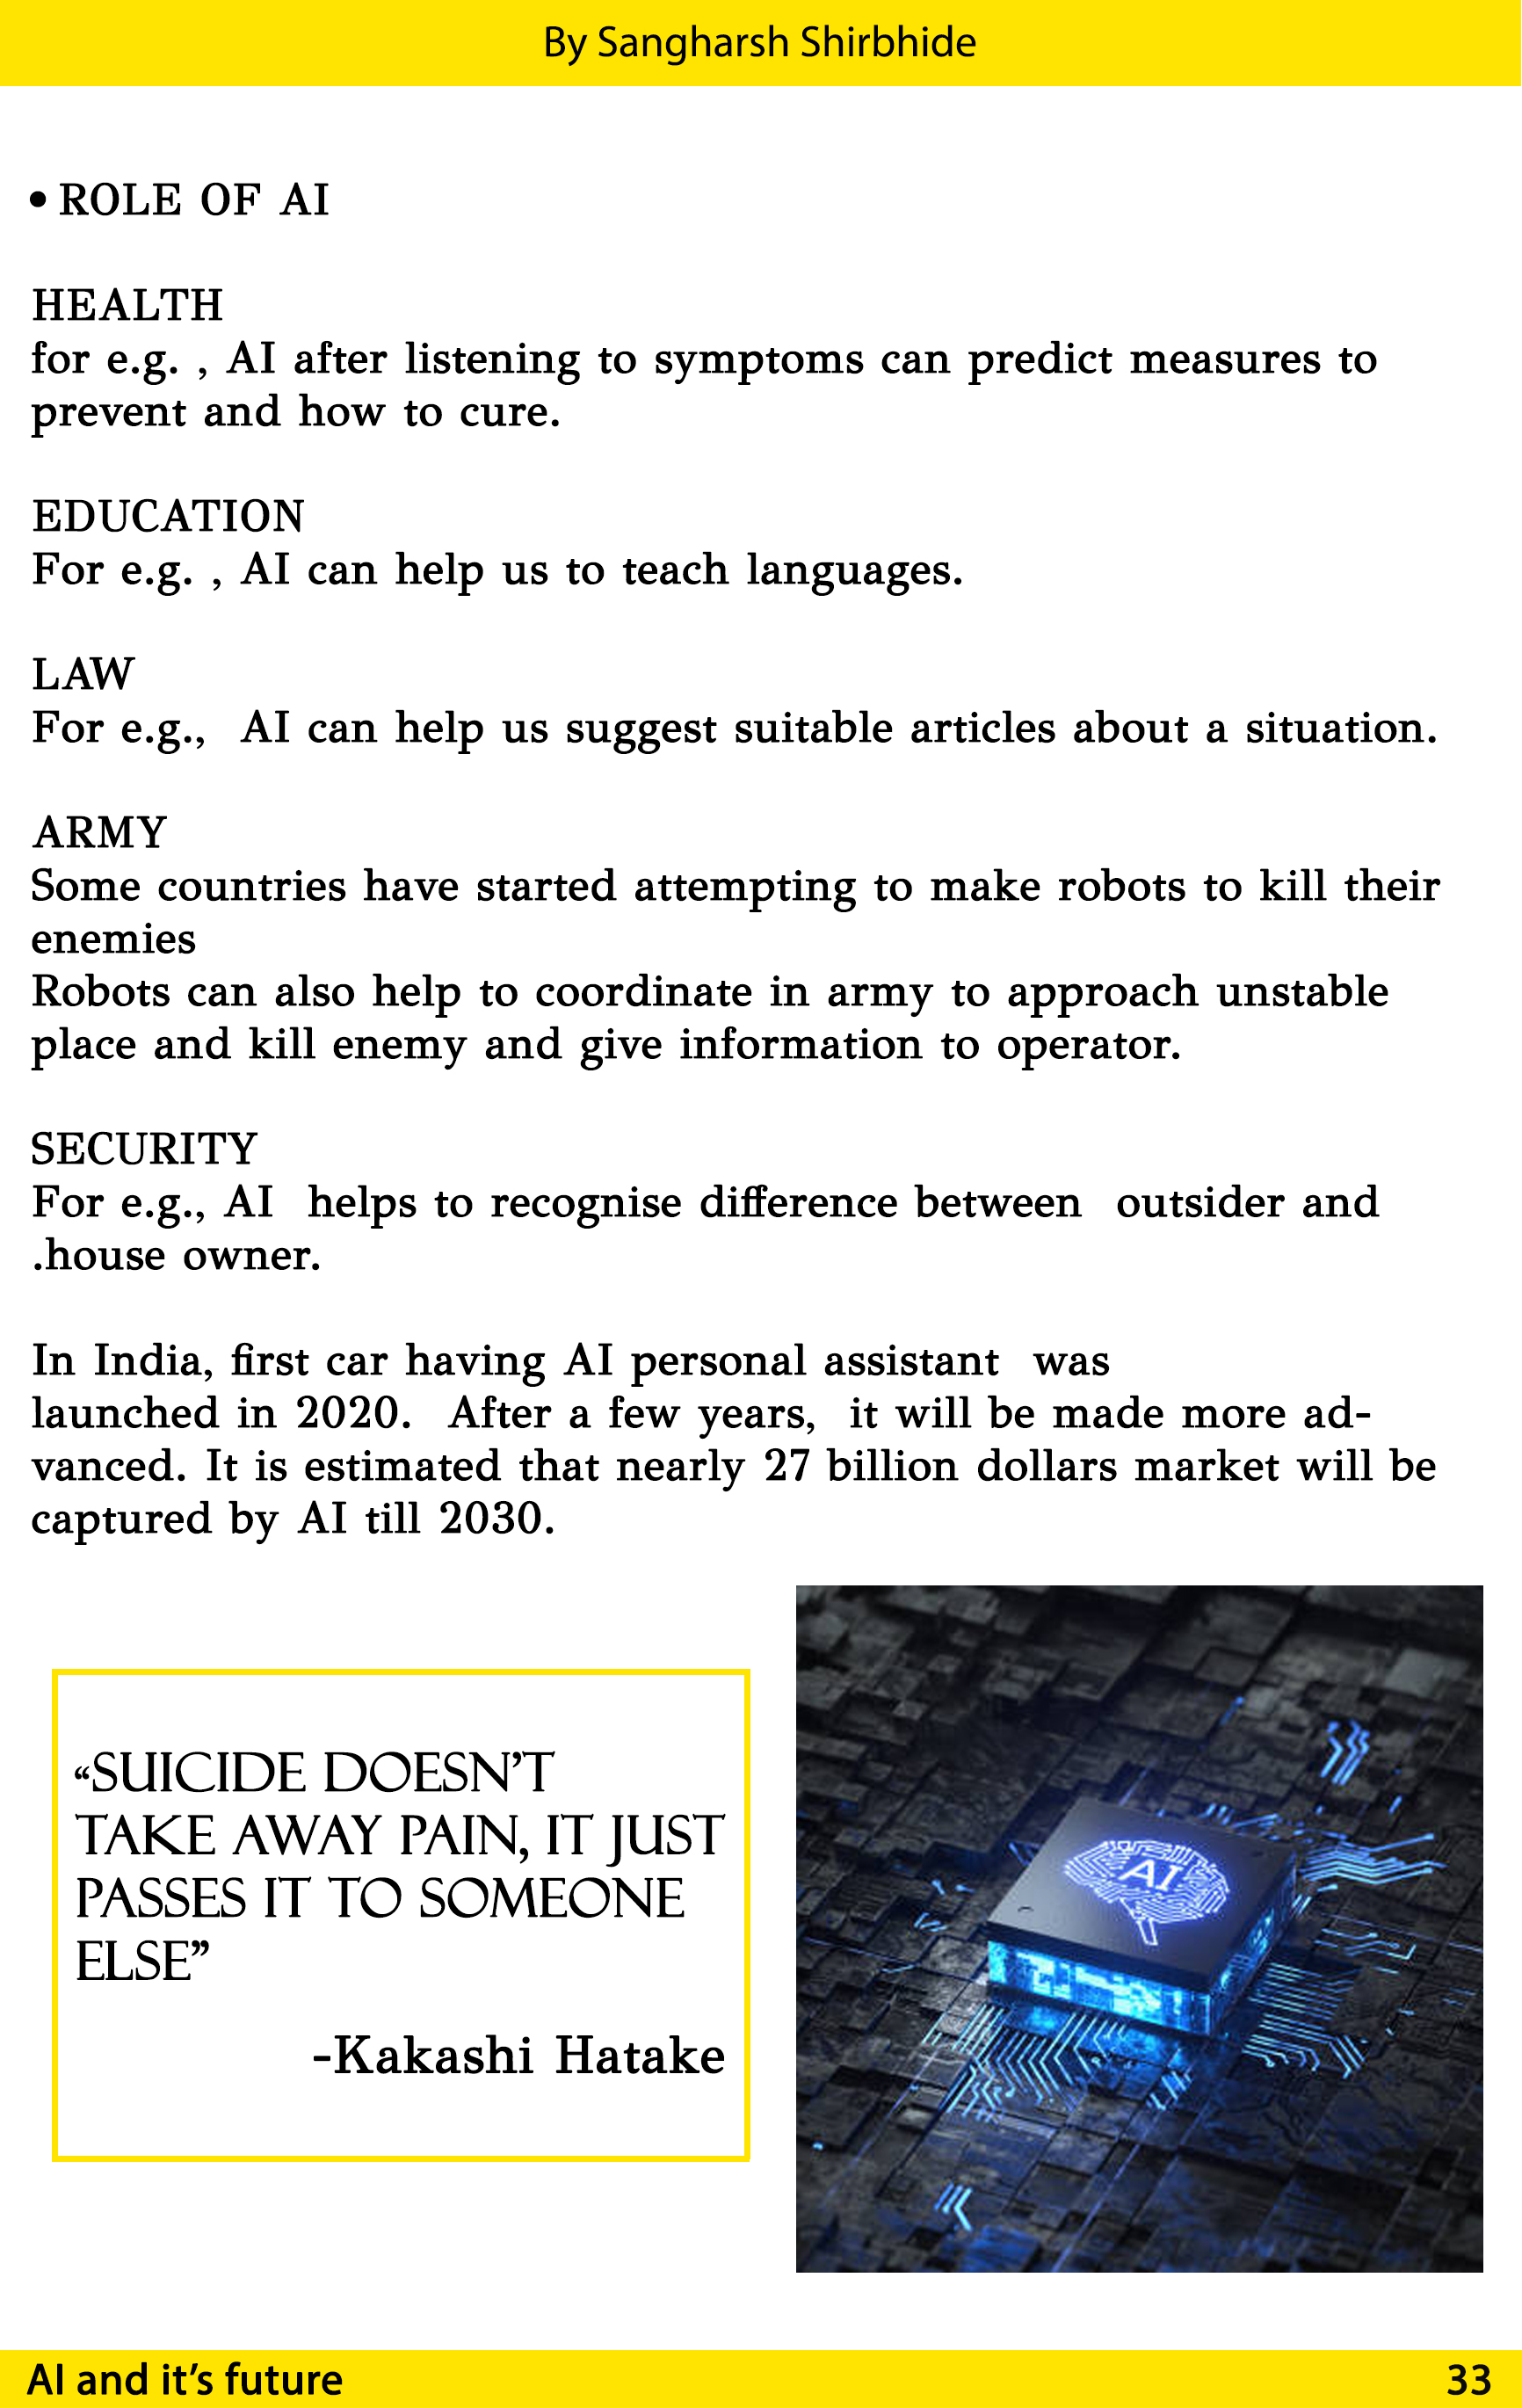 By Sangharsh Shirbhide
• ROLE OF AI
HEALTH
for e.g. , AI after listening to symptoms can predict measures to
prevent and how to cure.
EDUCATION
For e.g. , AI can help us to teach languages.
LAW
For e.g.,  AI can help us suggest suitable articles about a situation.
ARMY
Some countries have started attempting to make robots to kill their
enemies
Robots can also help to coordinate in army to approach unstable
place and kill enemy and give information to operator.
SECURITY
For e.g., AI  helps to recognise difference between  outsider and
.house owner.
In India, first car having AI personal assistant  was
launched in 2020.  After a few years,  it will be made more ad-
vanced. It is estimated that nearly 27 billion dollars market will be
captured by AI till 2030.
“SUICIDE DOESN’T
TAKE AWAY PAIN, IT JUST
PASSES IT TO SOMEONE
ELSE”
-Kakashi Hatake
AI
AI and it’s future
33